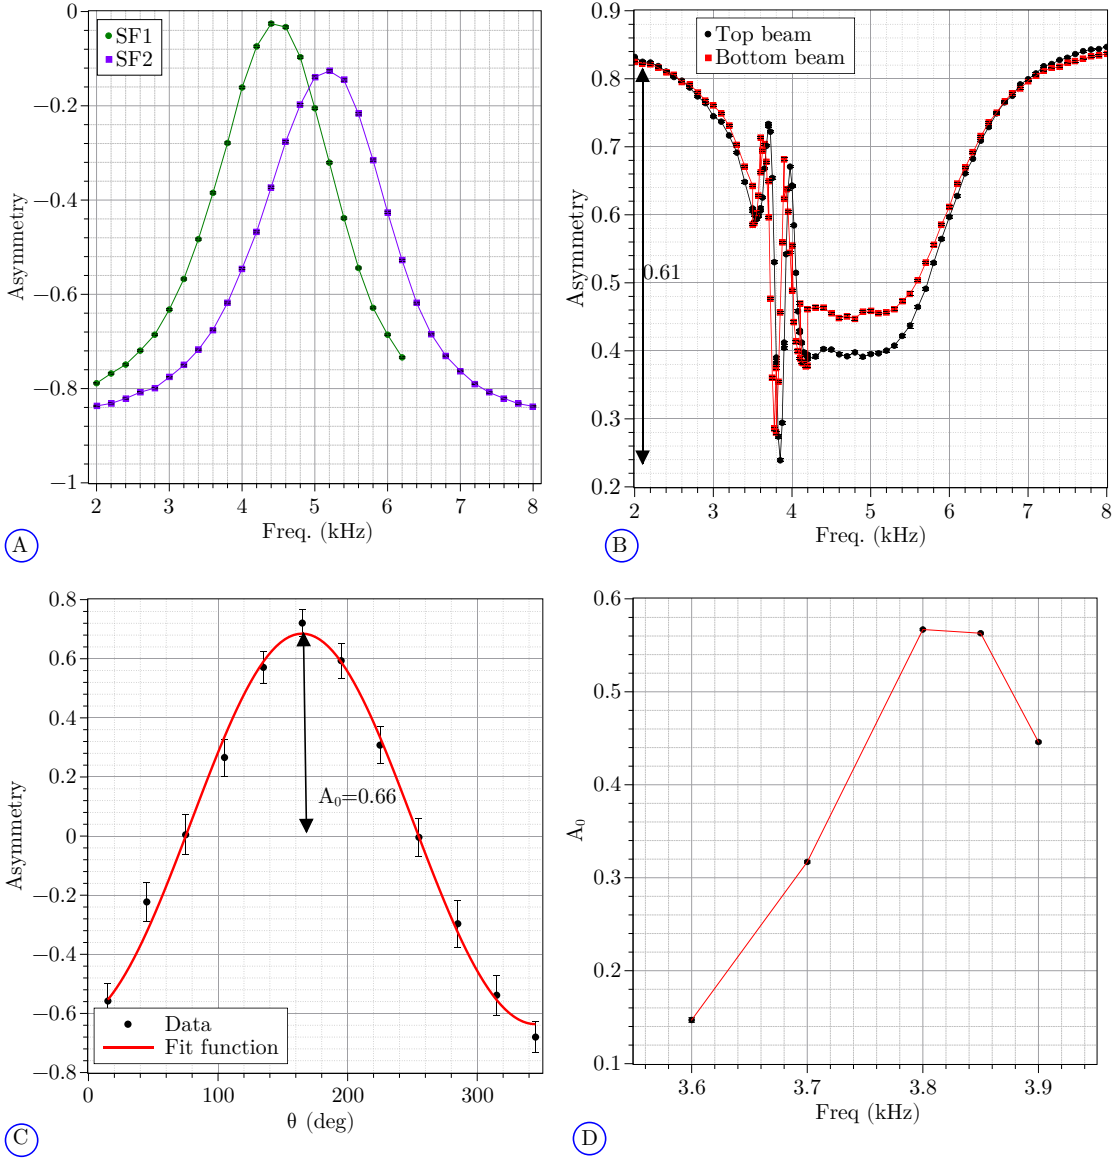 0
−0.2
−0.4
−0.6
−0.8
−1
Asymmetry
SF1
SF2
2 3 4 5 6 7 8
Freq. (kHz)
A
0.9
0.8
0.7
0.6
0.5
0.4
0.3
0.2
Asymmetry
Top beam
Bottom beam
0.61
2 3 4 5 6 7 8
Freq. (kHz)
B
0.8
0.6
0.4
0.2
0
−0.2
−0.4
−0.6
−0.8
Asymmetry
A₀=0.66
Data
Fit function
0 100 200 300
θ (deg)
C
0.6
0.5
0.4
0.3
0.2
0.1
A₀
3.6 3.7 3.8 3.9
Freq (kHz)
D